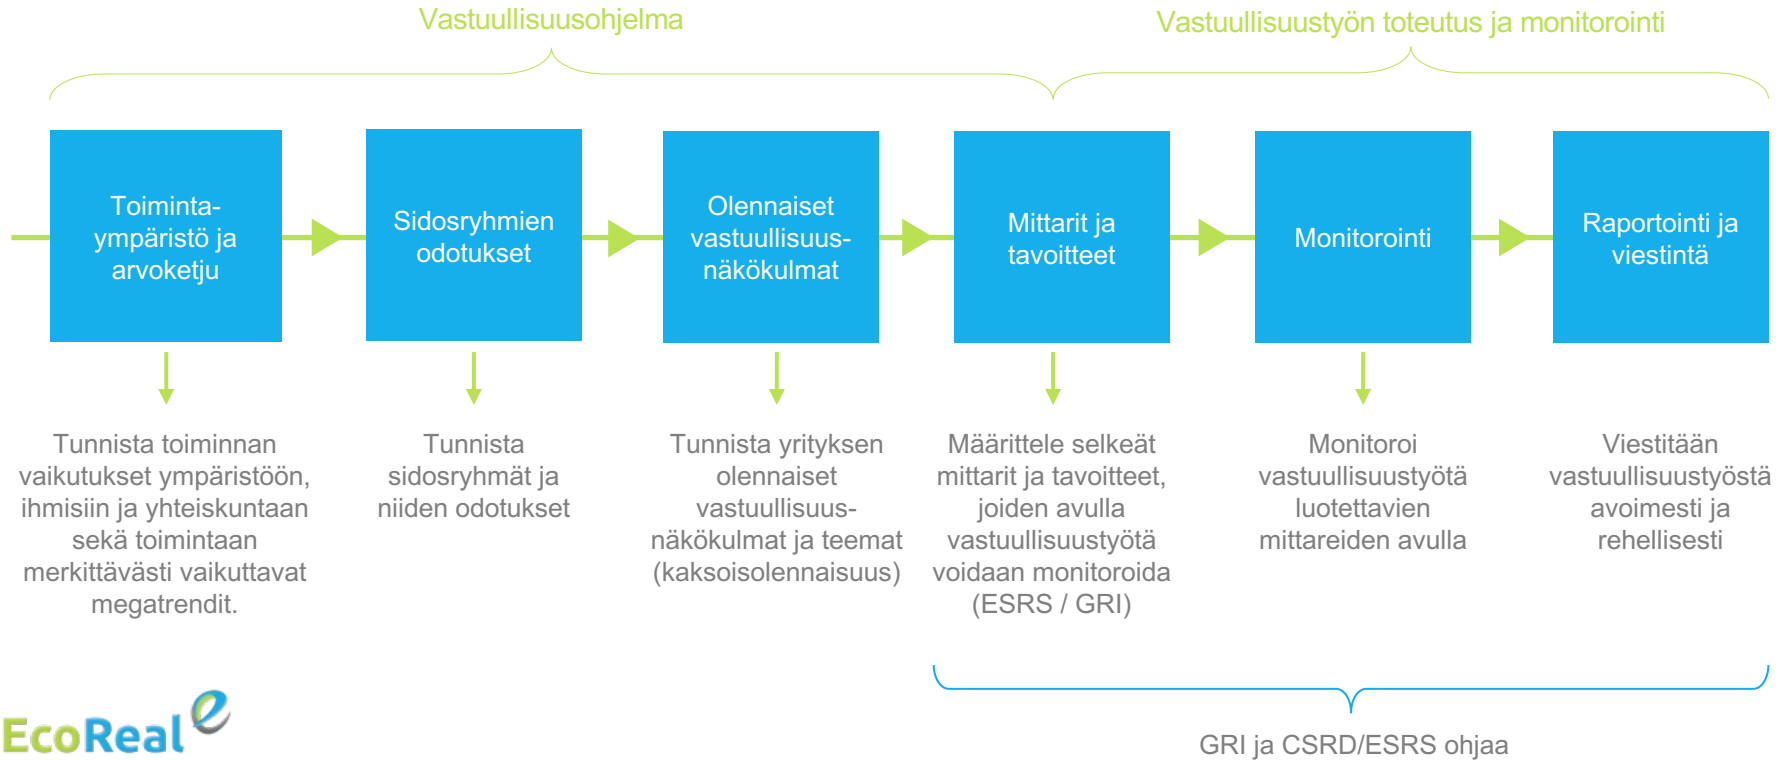 Vastuullisuusohjelma
Vastuullisuustyön toteutus ja monitorointi
Toiminta-
ympäristö ja
arvoketju
Sidosryhmien
odotukset
Olennaiset
vastuullisuus-
näkökulmat
Mittarit ja
tavoitteet
Monitorointi
Raportointi ja
viestintä
Tunnista toiminnan
vaikutukset ympäristöön,
ihmisiin ja yhteiskuntaan
sekä toimintaan
merkittävästi vaikuttavat
megatrendit.
Tunnista
sidosryhmät ja
niiden odotukset
Tunnista yrityksen
olennaiset
vastuullisuus-
näkökulmat ja teemat
(kaksoisolennaisuus)
Määrittele selkeät
mittarit ja tavoitteet,
joiden avulla
vastuullisuustyötä
voidaan monitoroida
(ESRS / GRI)
Monitoroi
vastuullisuustyötä
luotettavien
mittareiden avulla
Viestitään
vastuullisuustyöstä
avoimesti ja
rehellisesti
EcoReal
GRI ja CSRD/ESRS ohjaa